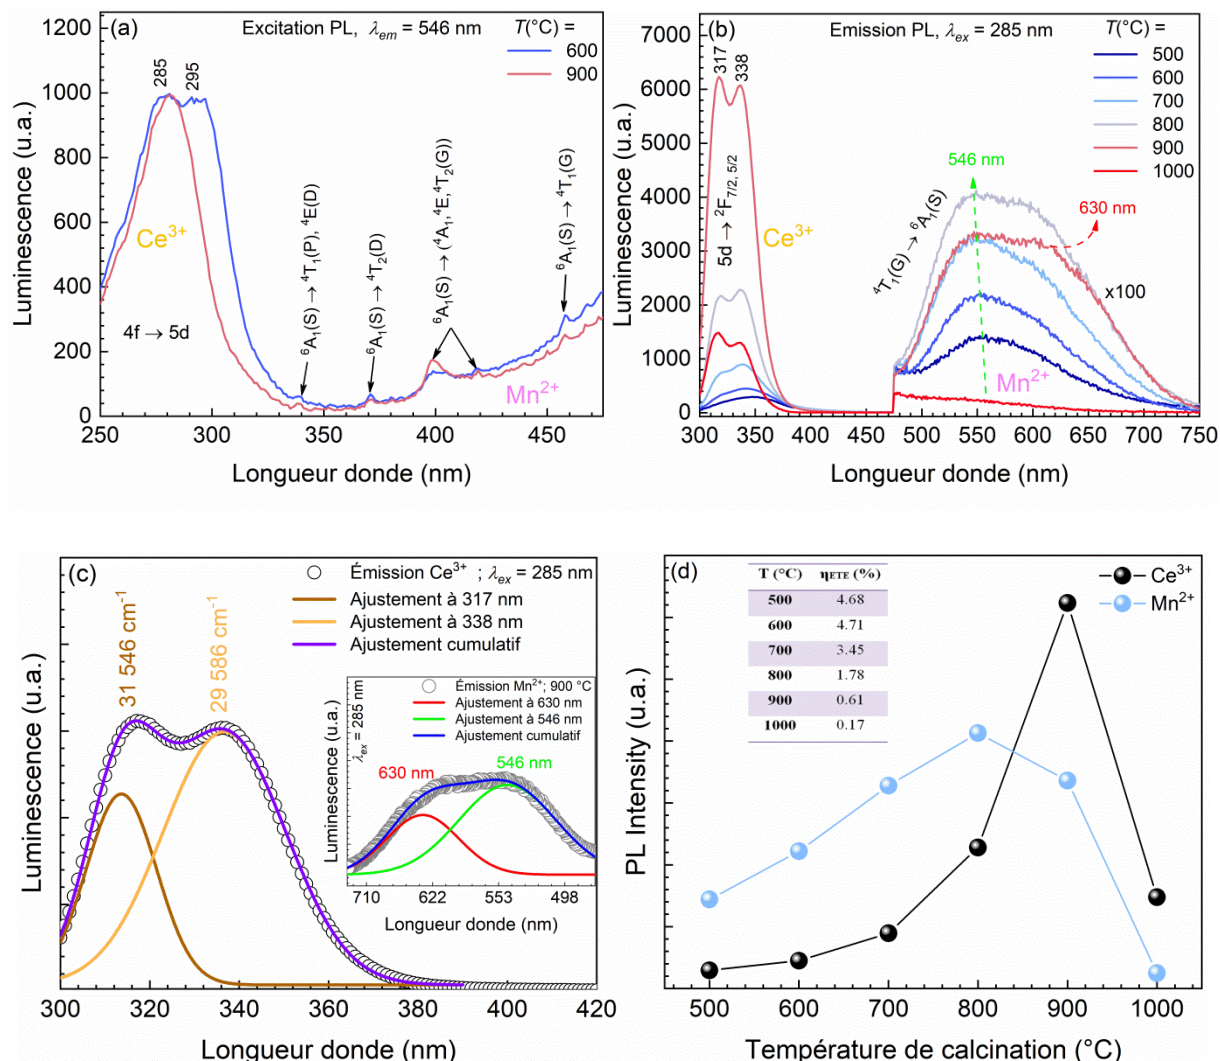 (a)
Excitation PL, λem = 546 nm
T(°C) =
600
900
285
295
Ce3+
4f → 5d
6A1(S) → 4T1(P), 4E(D)
6A1(S) → 4T2(D)
6A1(S) → (4A1, 4E, 4T2(G))
6A1(S) → 4T1(G)
Mn2+
Luminescence (u.a.)
1200
1000
800
600
400
200
0
250
300
350
400
450
Longueur donde (nm)
(b)
Emission PL, λex = 285 nm
T(°C) =
500
600
700
800
900
1000
317
338
5d → 2F7/2, 5/2
Ce3+
546 nm
630 nm
4T1(G) → 6A1(S)
x100
Mn2+
Luminescence (u.a.)
7000
6000
5000
4000
3000
2000
1000
0
300
350
400
450
500
550
600
650
700
750
Longueur donde (nm)
(c)
Émission Ce3+ ; λex = 285 nm
Ajustement à 317 nm
Ajustement à 338 nm
Ajustement cumulatif
31 546 cm-1
29 586 cm-1
Émission Mn2+; 900 °C
Ajustement à 630 nm
Ajustement à 546 nm
Ajustement cumulatif
λex = 285 nm
630 nm
546 nm
Luminescence (u.a.)
710
622
553
498
Longueur donde (nm)
Luminescence (u.a.)
300
320
340
360
380
400
420
Longueur donde (nm)
(d)
T (°C) ηETE (%)
500 4.68
600 4.71
700 3.45
800 1.78
900 0.61
1000 0.17
Ce3+
Mn2+
PL Intensity (u.a.)
500
600
700
800
900
1000
Température de calcination (°C)